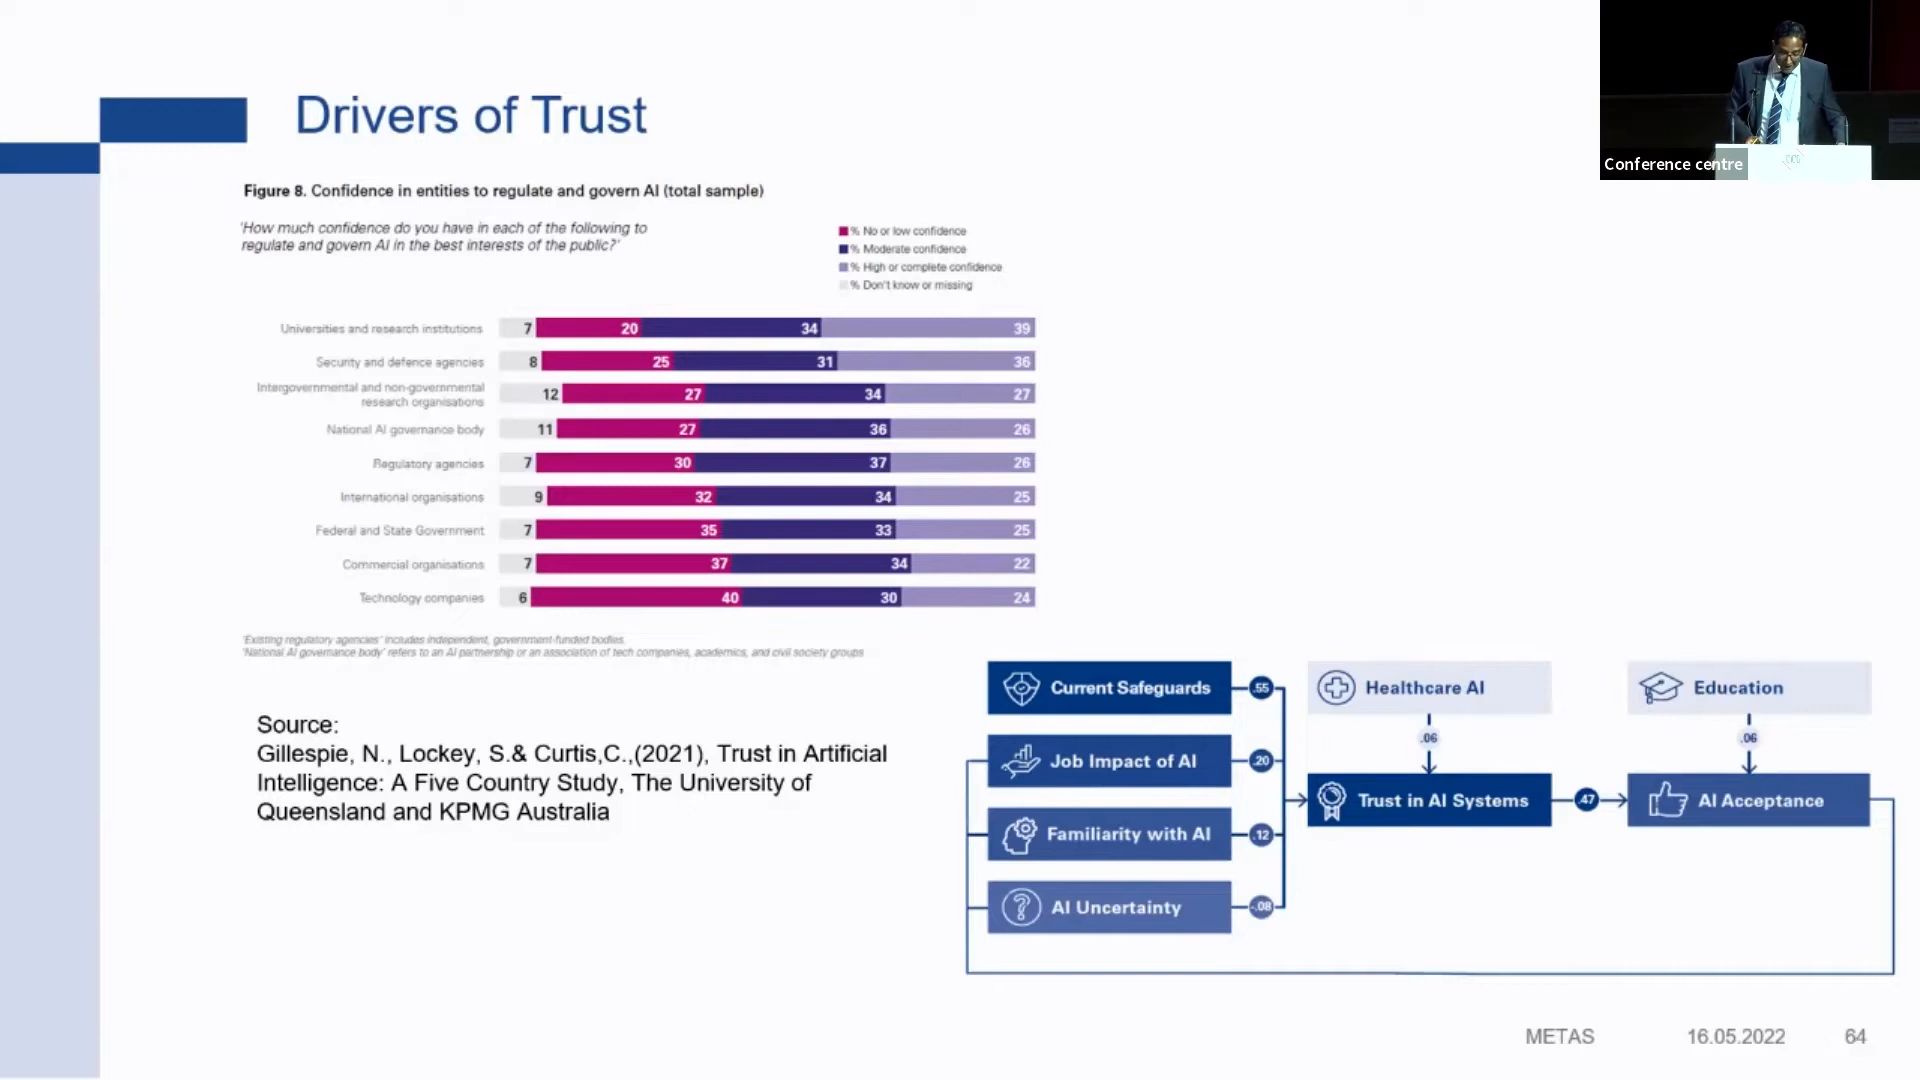 Conference centre
Drivers of Trust
Figure 8. Confidence in entities to regulate and govern AI (total sample)
'How much confidence do you have in each of the following to
regulate and govern AI in the best interests of the public?'
% No or low confidence
% Moderate confidence
% High or complete confidence
% Don't know or missing
Universities and research institutions 7 20 34 39
Security and defence agencies 8 25 31 36
Intergovernmental and non-governmental
research organisations 12 27 34 27
National AI governance body 11 27 36 26
Regulatory agencies 7 30 37 26
International organisations 9 32 34 25
Federal and State Government 7 35 33 25
Commercial organisations 7 37 34 22
Technology companies 6 40 30 24
'Existing regulatory agencies' includes independent, government-funded bodies.
'National AI governance body' refers to an AI partnership or an association of tech companies, academics, and civil society groups
Source:
Gillespie, N., Lockey, S.& Curtis,C.,(2021), Trust in Artificial
Intelligence: A Five Country Study, The University of
Queensland and KPMG Australia
Current Safeguards .55
Job Impact of AI .20
Familiarity with AI .12
AI Uncertainty -.08
Healthcare AI
.06
Trust in AI Systems .47
Education
.06
AI Acceptance
METAS 16.05.2022 64